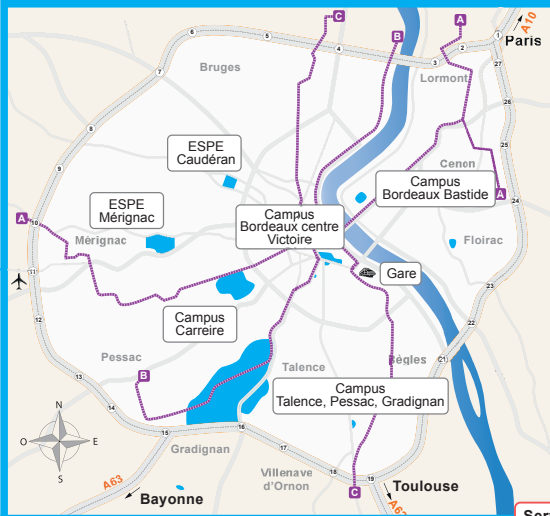 C
B
A
A10
Paris
6
5
4
3
2
1
27
Bruges
7
Lormont
26
8
25
ESPE
Caudéran
Cenon
9
Campus
Bordeaux Bastide
A
24
ESPE
Mérignac
A
10
Campus
Bordeaux centre
Victoire
Mérignac
Floirac
23
11
Gare
22
12
Campus
Carreire
21
Pessac
Talence
Bègles
B
13
14
Campus
Talence, Pessac, Gradignan
N
O
E
S
15
16
17
18
19
Gradignan
Villenave
d'Ornon
C
A63
Bayonne
Toulouse